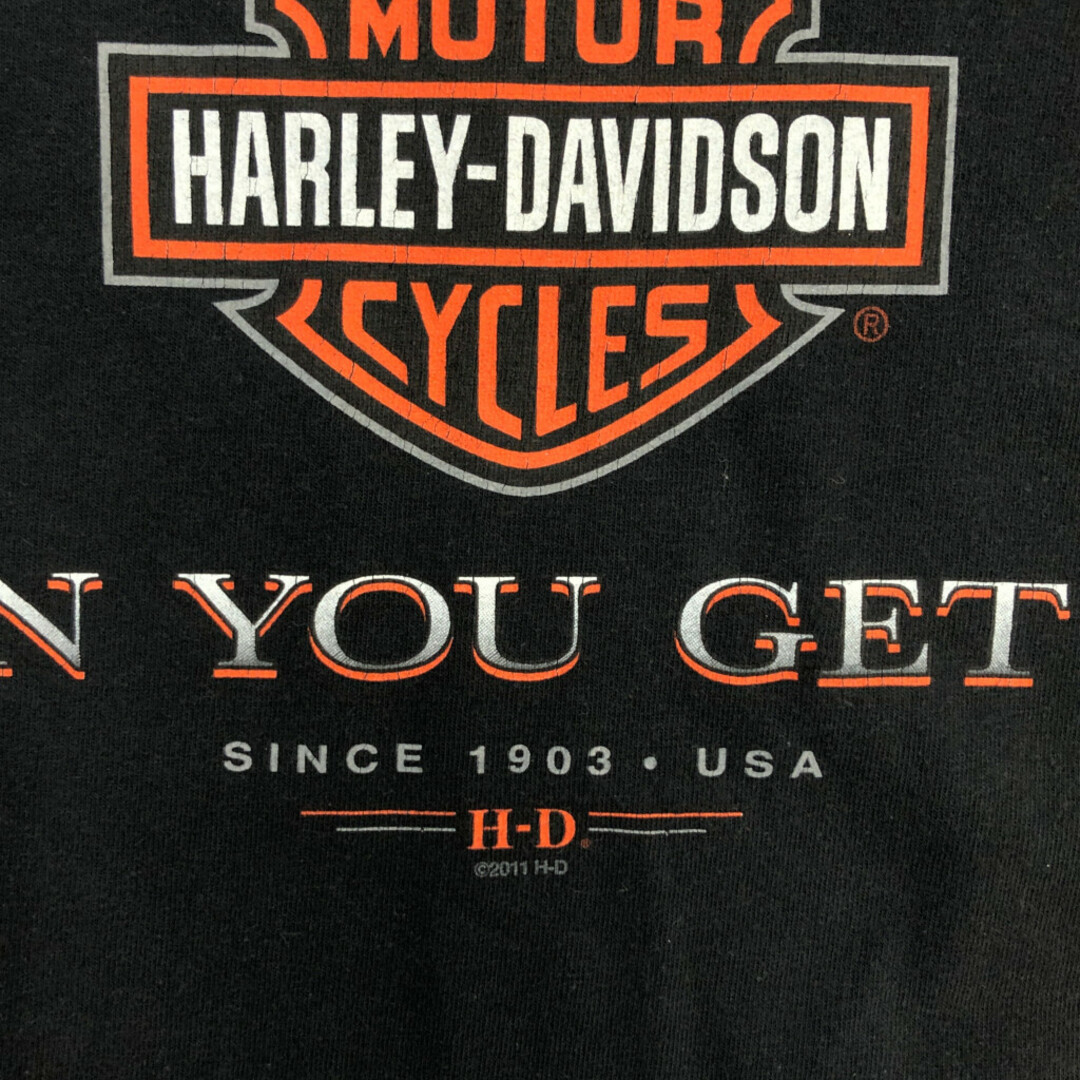 MOTOR
HARLEY-DAVIDSON
CYCLES ®
N YOU GET
SINCE 1903 • USA
H-D®
©2011 H-D